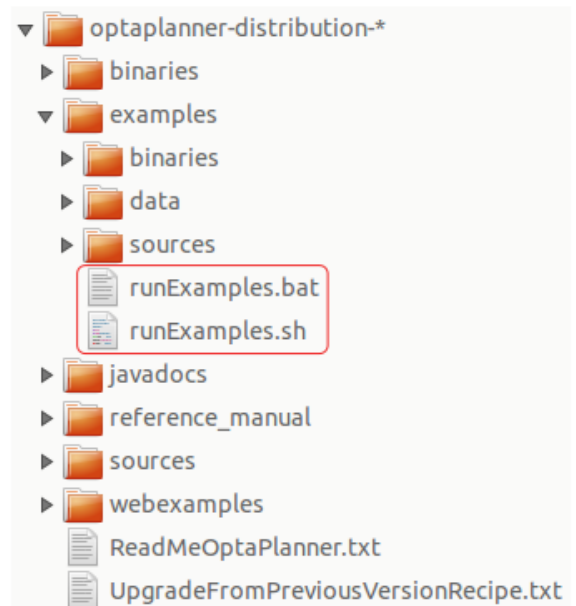 optaplanner-distribution-*
binaries
examples
binaries
data
sources
runExamples.bat
runExamples.sh
javadocs
reference_manual
sources
webexamples
ReadMeOptaPlanner.txt
UpgradeFromPreviousVersionRecipe.txt